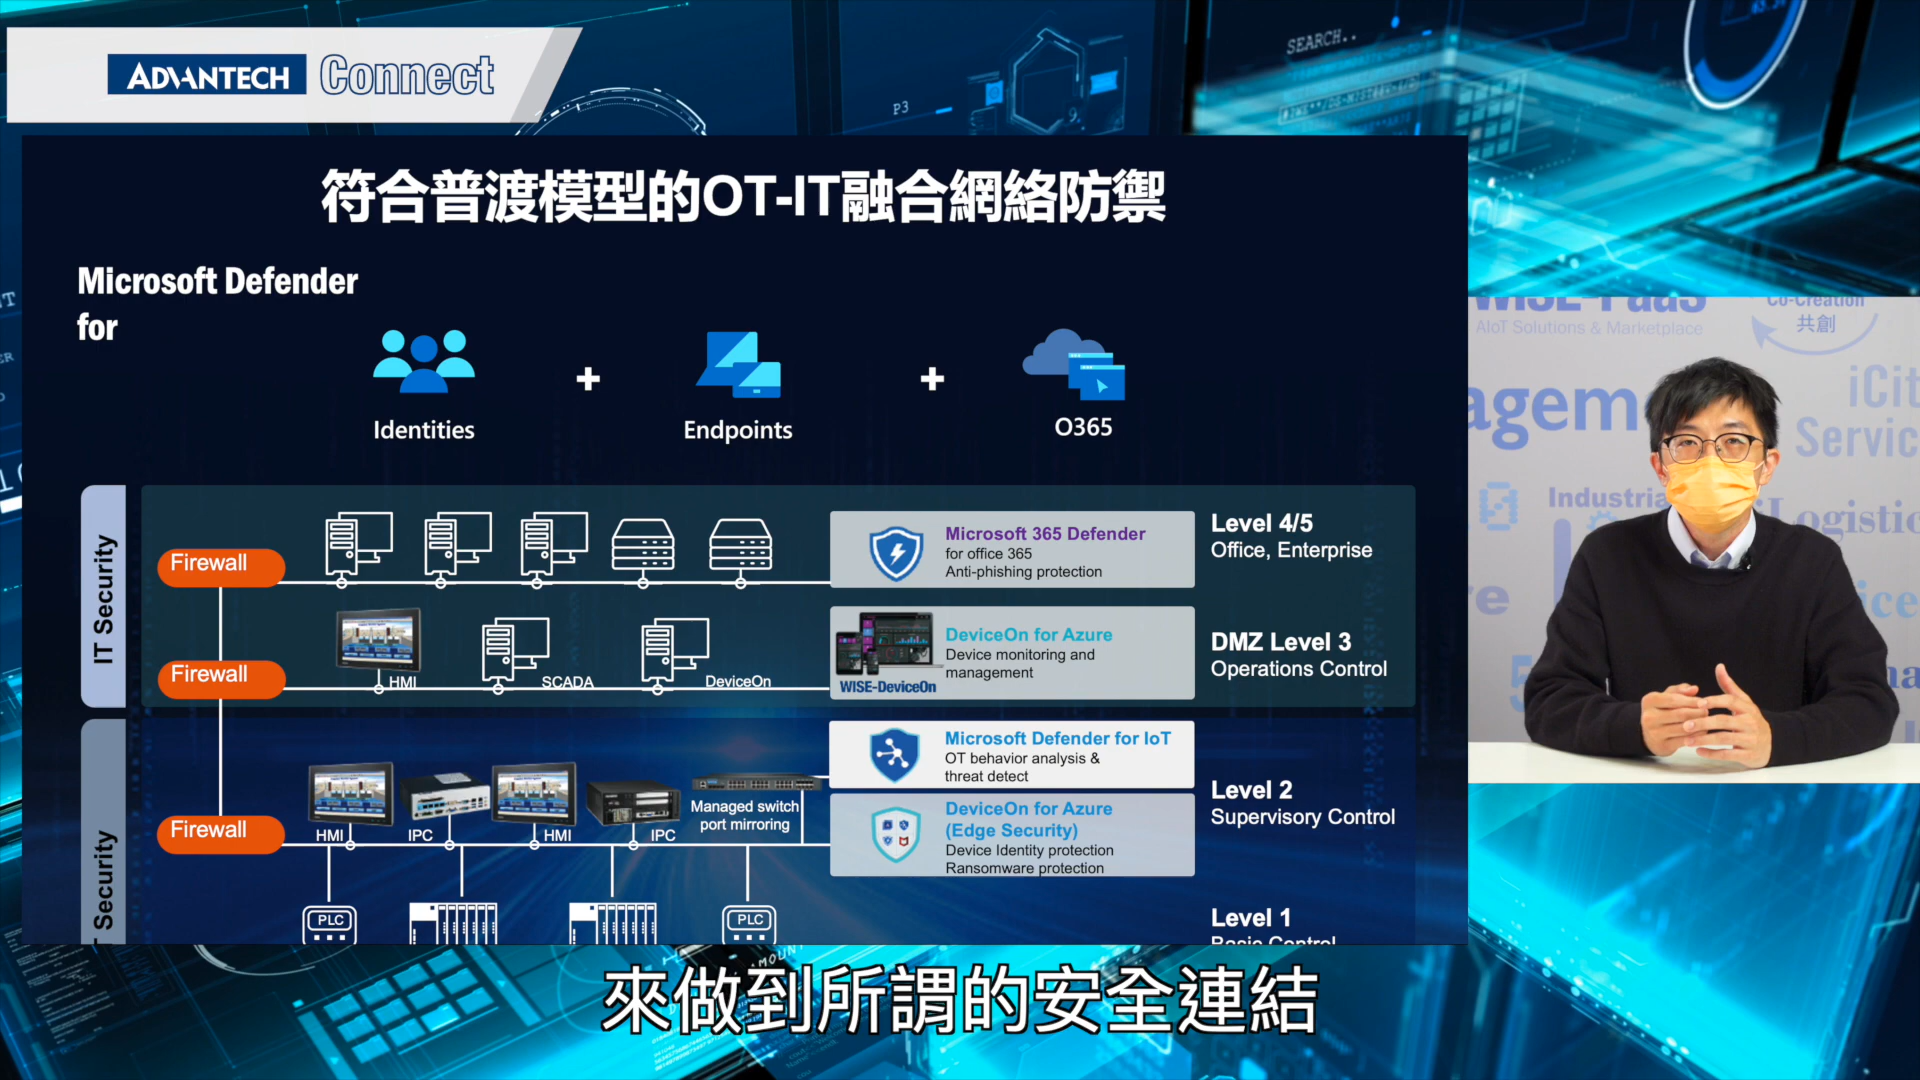 ADVANTECH Connect
SEARCH..
P3
符合普渡模型的OT-IT融合網絡防禦
Microsoft Defender
for
Identities
+
Endpoints
+
O365
IT Security
Firewall
Microsoft 365 Defender
for office 365
Anti-phishing protection
Level 4/5
Office, Enterprise
Firewall
HMI
SCADA
DeviceOn
WISE-DeviceOn
DeviceOn for Azure
Device monitoring and
management
DMZ Level 3
Operations Control
Security
Firewall
HMI
IPC
HMI
IPC
Managed switch
port mirroring
Microsoft Defender for IoT
OT behavior analysis &
threat detect
DeviceOn for Azure
(Edge Security)
Device Identity protection
Ransomware protection
Level 2
Supervisory Control
PLC
PLC
Level 1
Basic Control
WISE-PaaS
AIoT Solutions & Marketplace
Co-Creation
共創
agem
iCit
Servic
Industria
iLogistic
來做到所謂的安全連結